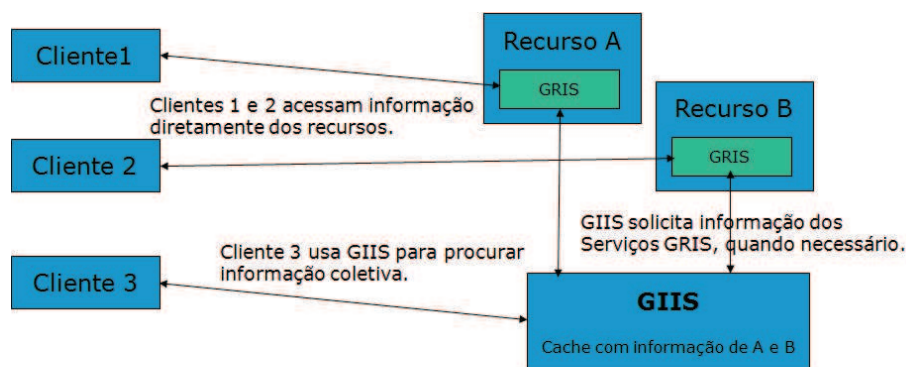 Cliente1
Recurso A
GRIS
Clientes 1 e 2 acessam informação
diretamente dos recursos.
Recurso B
GRIS
Cliente 2
GIIS solicita informação dos
Serviços GRIS, quando necessário.
Cliente 3 usa GIIS para procurar
informação coletiva.
Cliente 3
GIIS
Cache com informação de A e B